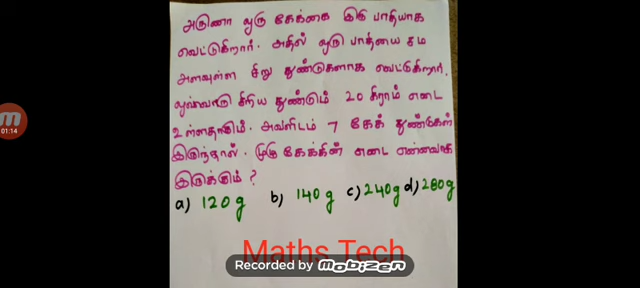 அருணா ஒரு கேக்கை இரு பாதியாக
வெட்டுகிறார். அதில் ஒரு பாதியை சம
அளவுள்ள சிறு துண்டுகளாக வெட்டுகிறார்.
ஒவ்வொரு சிறிய துண்டும் 20 கிராம் எடை
உள்ளதாகும். அவளிடம் 7 கேக் துண்டுகள்
இருந்தால். முழு கேக்கின் எடை என்னவாக
இருக்கும் ?
a) 120 g b) 140 g c) 240 g d) 280 g
Maths Tech
Recorded by mobizen
01:14